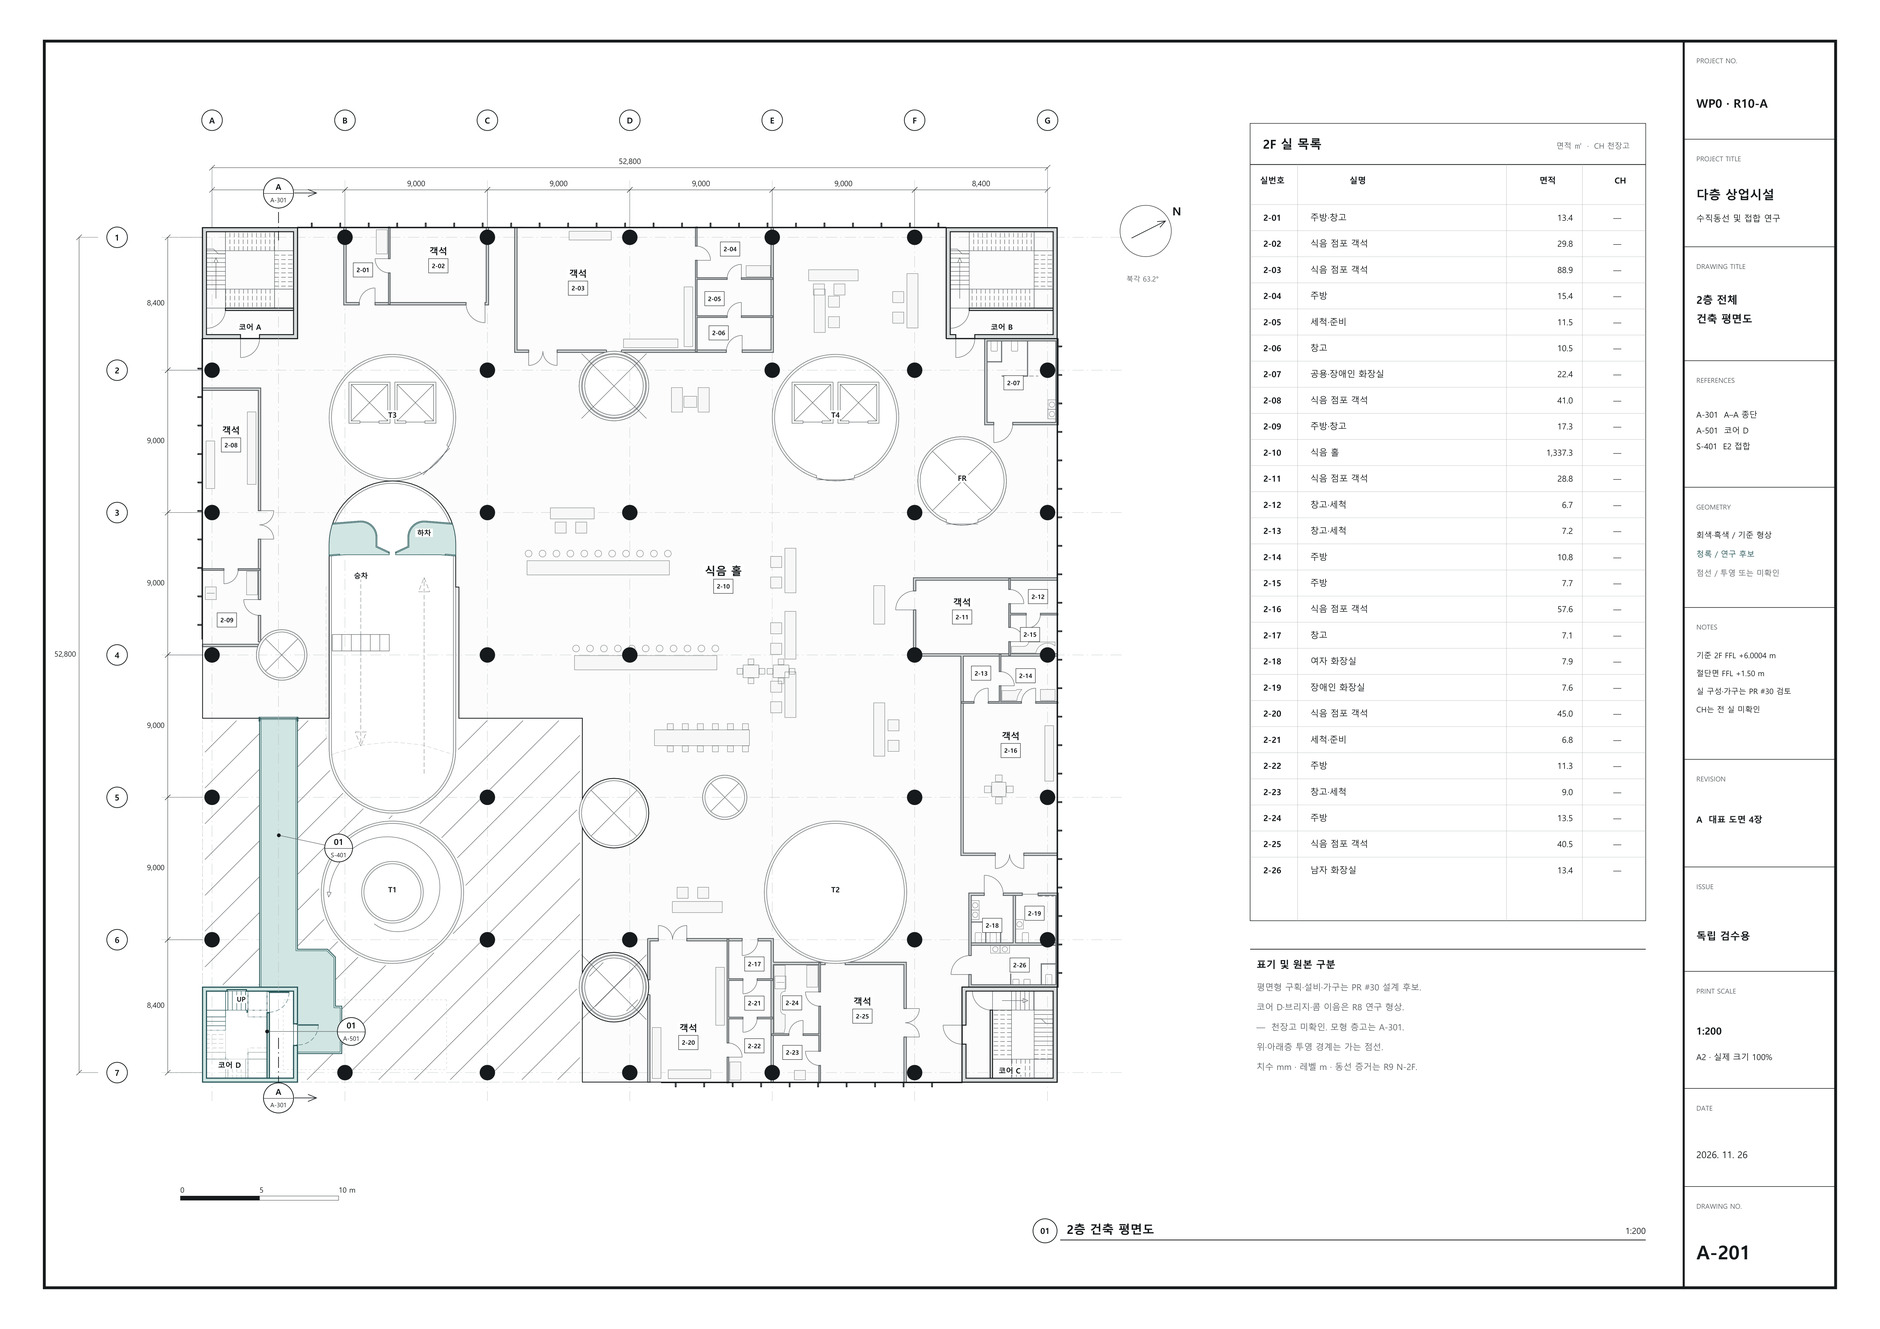 A
B
C
D
E
F
G
52,800
9,000
9,000
9,000
9,000
8,400
A
A-301
1
2
3
4
5
6
7
52,800
8,400
9,000
9,000
9,000
9,000
8,400
N
북각 63.2°
코어 A
2-01
객석
2-02
객석
2-03
2-04
2-05
2-06
코어 B
2-07
T3
T4
FR
객석
2-08
하차
승차
식음 홀
2-10
2-09
객석
2-11
2-12
2-15
2-13
2-14
객석
2-16
01
S-401
T1
T2
2-18
2-19
2-26
2-17
2-21
2-22
2-24
2-23
객석
2-25
객석
2-20
UP
01
A-501
코어 D
코어 C
A
A-301
0 5 10 m
01 2층 건축 평면도 1:200
2F 실 목록 면적 ㎡ · CH 천장고
실번호 실명 면적 CH
2-01 주방·창고 13.4 —
2-02 식음 점포 객석 29.8 —
2-03 식음 점포 객석 88.9 —
2-04 주방 15.4 —
2-05 세척·준비 11.5 —
2-06 창고 10.5 —
2-07 공용·장애인 화장실 22.4 —
2-08 식음 점포 객석 41.0 —
2-09 주방·창고 17.3 —
2-10 식음 홀 1,337.3 —
2-11 식음 점포 객석 28.8 —
2-12 창고·세척 6.7 —
2-13 창고·세척 7.2 —
2-14 주방 10.8 —
2-15 주방 7.7 —
2-16 식음 점포 객석 57.6 —
2-17 창고 7.1 —
2-18 여자 화장실 7.9 —
2-19 장애인 화장실 7.6 —
2-20 식음 점포 객석 45.0 —
2-21 세척·준비 6.8 —
2-22 주방 11.3 —
2-23 창고·세척 9.0 —
2-24 주방 13.5 —
2-25 식음 점포 객석 40.5 —
2-26 남자 화장실 13.4 —
표기 및 원본 구분
평면형 구획·설비·가구는 PR #30 설계 후보.
코어 D·브리지·콤 이음은 R8 연구 형상.
— 천장고 미확인. 모형 층고는 A-301.
위·아래층 투영 경계는 가는 점선.
치수 mm · 레벨 m · 동선 증거는 R9 N-2F.
PROJECT NO.
WP0 · R10-A
PROJECT TITLE
다층 상업시설
수직동선 및 접합 연구
DRAWING TITLE
2층 전체
건축 평면도
REFERENCES
A-301 A–A 종단
A-501 코어 D
S-401 E2 접합
GEOMETRY
회색·흑색 / 기준 형상
청록 / 연구 후보
점선 / 투영 또는 미확인
NOTES
기준 2F FFL +6.0004 m
절단면 FFL +1.50 m
실 구성·가구는 PR #30 검토
CH는 전 실 미확인
REVISION
A 대표 도면 4장
ISSUE
독립 검수용
PRINT SCALE
1:200
A2 · 실제 크기 100%
DATE
2026. 11. 26
DRAWING NO.
A-201